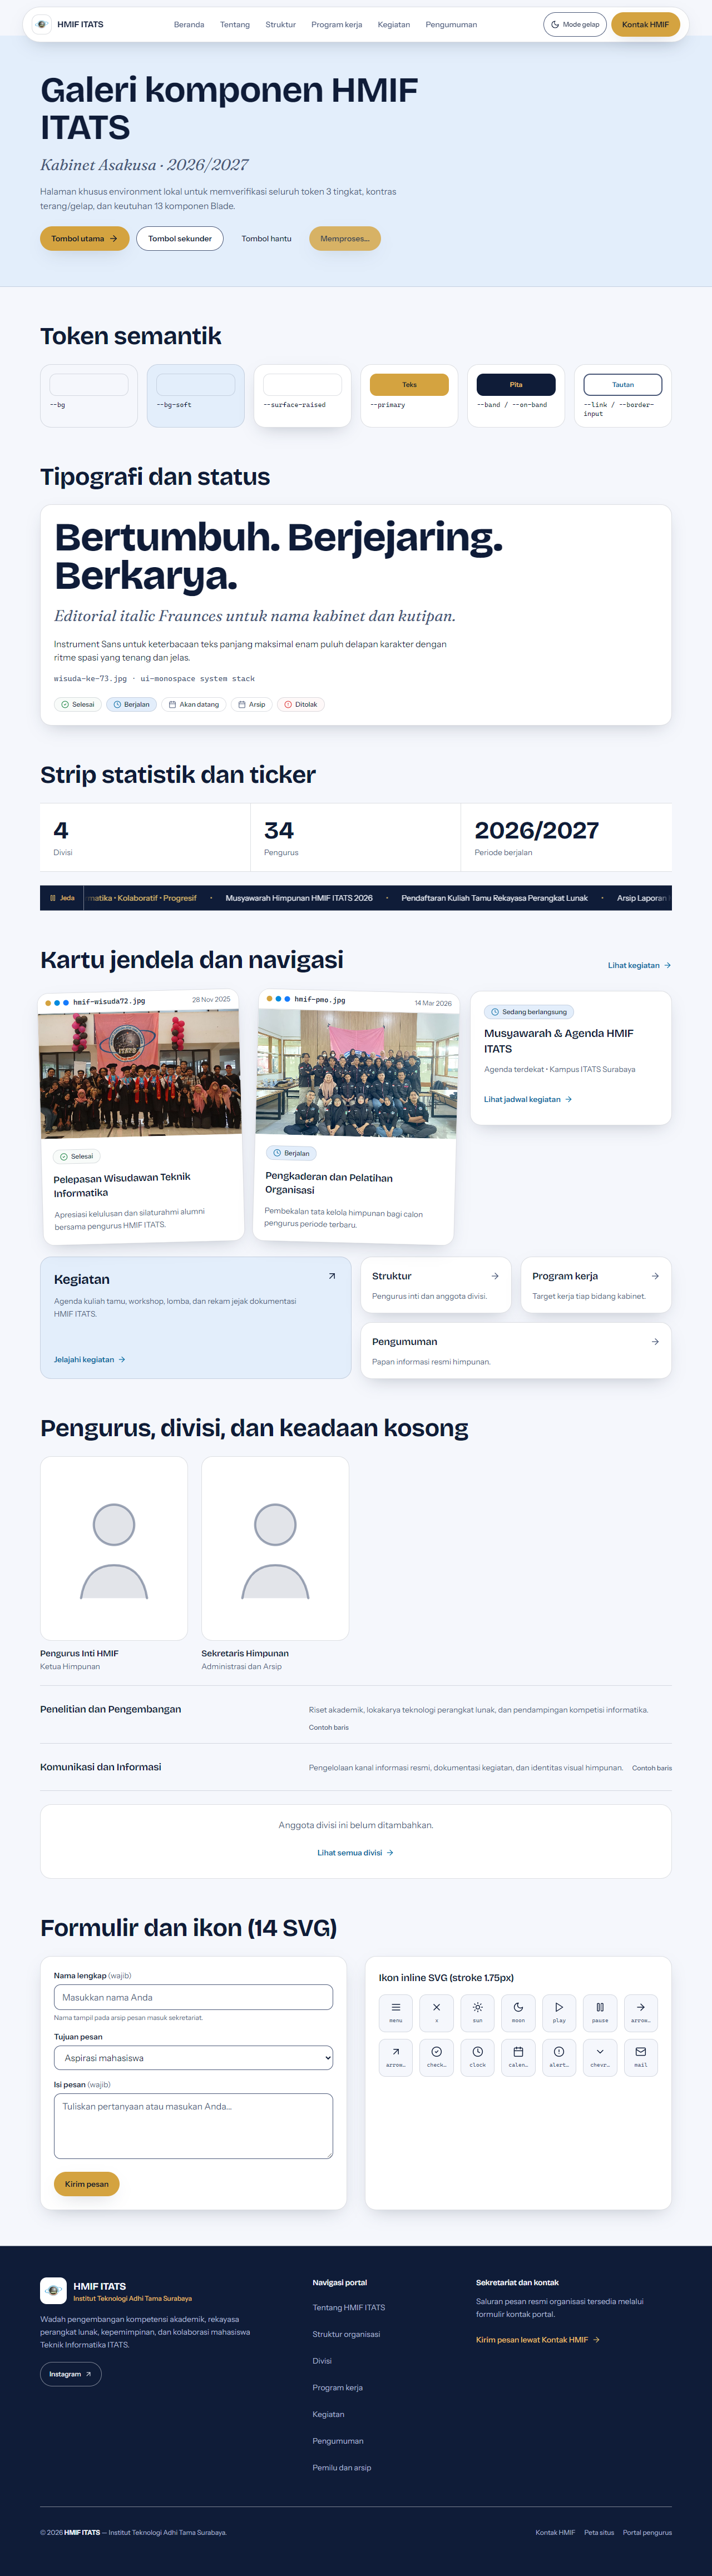 HMIF ITATS
Beranda
Tentang
Struktur
Program kerja
Kegiatan
Pengumuman
Mode gelap
Kontak HMIF
Galeri komponen HMIF
ITATS
Kabinet Asakusa · 2026/2027
Halaman khusus environment lokal untuk memverifikasi seluruh token 3 tingkat, kontras
terang/gelap, dan keutuhan 13 komponen Blade.
Tombol utama →
Tombol sekunder
Tombol hantu
Memproses...
Token semantik
--bg
--bg-soft
--surface-raised
Teks
--primary
Pita
--band / --on-band
Tautan
--link / --border-
input
Tipografi dan status
Bertumbuh. Berjejaring.
Berkarya.
Editorial italic Fraunces untuk nama kabinet dan kutipan.
Instrument Sans untuk keterbacaan teks panjang maksimal enam puluh delapan karakter dengan
ritme spasi yang tenang dan jelas.
wisuda-ke-73.jpg · ui-monospace system stack
Selesai
Berjalan
Akan datang
Arsip
Ditolak
Strip statistik dan ticker
4
Divisi
34
Pengurus
2026/2027
Periode berjalan
Jeda
matika • Kolaboratif • Progresif • Musyawarah Himpunan HMIF ITATS 2026 • Pendaftaran Kuliah Tamu Rekayasa Perangkat Lunak • Arsip Laporan
Kartu jendela dan navigasi
Lihat kegiatan →
hmif-wisuda72.jpg
28 Nov 2025
ITATS
Selesai
Pelepasan Wisudawan Teknik
Informatika
Apresiasi kelulusan dan silaturahmi alumni
bersama pengurus HMIF ITATS.
hmif-pmo.jpg
14 Mar 2026
Berjalan
Pengkaderan dan Pelatihan
Organisasi
Pembekalan tata kelola himpunan bagi calon
pengurus periode terbaru.
Sedang berlangsung
Musyawarah & Agenda HMIF
ITATS
Agenda terdekat • Kampus ITATS Surabaya
Lihat jadwal kegiatan →
Kegiatan
Agenda kuliah tamu, workshop, lomba, dan rekam jejak dokumentasi
HMIF ITATS.
Jelajahi kegiatan →
Struktur
Pengurus inti dan anggota divisi.
Program kerja
Target kerja tiap bidang kabinet.
Pengumuman
Papan informasi resmi himpunan.
Pengurus, divisi, dan keadaan kosong
Pengurus Inti HMIF
Ketua Himpunan
Sekretaris Himpunan
Administrasi dan Arsip
Penelitian dan Pengembangan
Riset akademik, lokakarya teknologi perangkat lunak, dan pendampingan kompetisi informatika.
Contoh baris
Komunikasi dan Informasi
Pengelolaan kanal informasi resmi, dokumentasi kegiatan, dan identitas visual himpunan.
Contoh baris
Anggota divisi ini belum ditambahkan.
Lihat semua divisi →
Formulir dan ikon (14 SVG)
Nama lengkap (wajib)
Masukkan nama Anda
Nama tampil pada arsip pesan masuk sekretariat.
Tujuan pesan
Aspirasi mahasiswa
Isi pesan (wajib)
Tuliskan pertanyaan atau masukan Anda...
Kirim pesan
Ikon inline SVG (stroke 1.75px)
menu
x
sun
moon
play
pause
arrow…
arrow…
check…
clock
calen…
alert…
chevr…
mail
HMIF ITATS
Institut Teknologi Adhi Tama Surabaya
Wadah pengembangan kompetensi akademik, rekayasa
perangkat lunak, kepemimpinan, dan kolaborasi mahasiswa
Teknik Informatika ITATS.
Instagram
Navigasi portal
Tentang HMIF ITATS
Struktur organisasi
Divisi
Program kerja
Kegiatan
Pengumuman
Pemilu dan arsip
Sekretariat dan kontak
Saluran pesan resmi organisasi tersedia melalui
formulir kontak portal.
Kirim pesan lewat Kontak HMIF →
© 2026 HMIF ITATS — Institut Teknologi Adhi Tama Surabaya.
Kontak HMIF
Peta situs
Portal pengurus